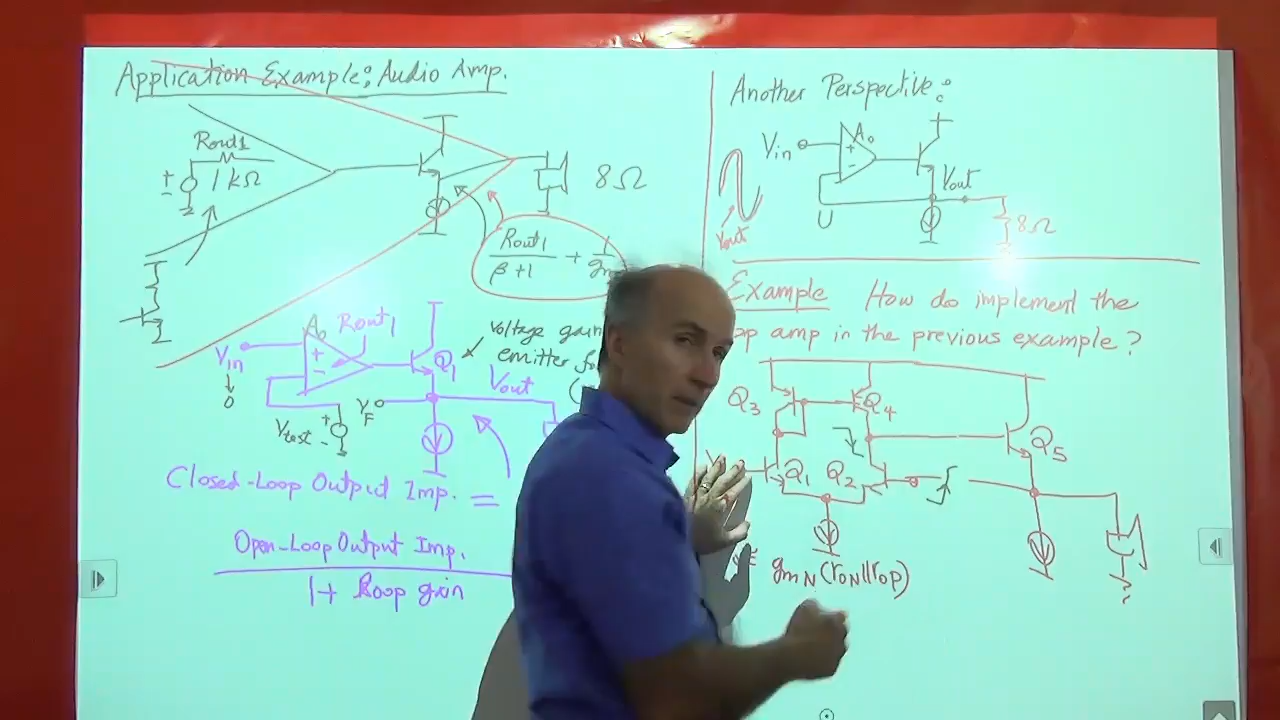 Application Example: Audio Amp.
Rout1
1 kΩ
+
-
8Ω
Rout1
β+1
+
1
A0
Rout1
Vin
+
-
Q1
0
Vtest
+
-
VF
Vout
voltage gain
emitter
Closed-Loop Output Imp. =
Open-Loop Output Imp.
1 + Loop gain
Another Perspective:
Vin
A0
+
-
Vout
Vout
8Ω
Example How do implement the
op amp in the previous example?
Q3
Q4
Q5
Q1
Q2
gmN(roN||roP)